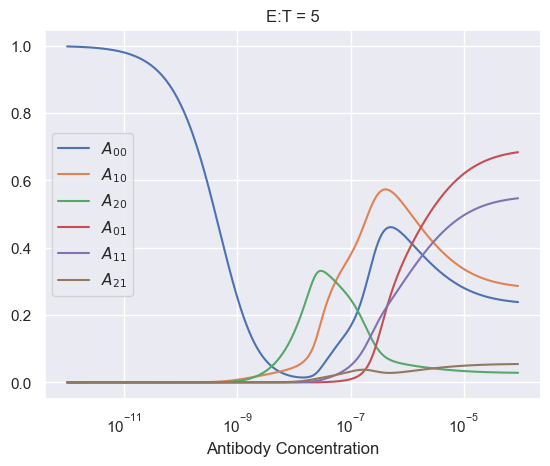 E:T = 5
1.0
0.8
0.6
0.4
0.2
0.0
A₀₀
A₁₀
A₂₀
A₀₁
A₁₁
A₂₁
10⁻¹¹ 10⁻⁹ 10⁻⁷ 10⁻⁵
Antibody Concentration